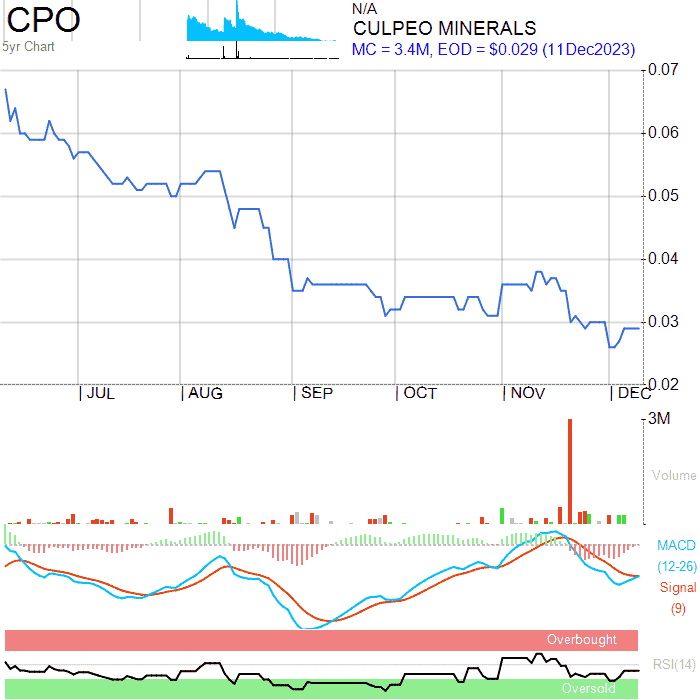 CPO
5yr Chart
N/A
CULPEO MINERALS
MC = 3.4M, EOD = $0.029 (11Dec2023)
0.07
0.06
0.05
0.04
0.03
0.02
JUL AUG SEP OCT NOV DEC
3M
Volume
MACD
(12-26)
Signal
(9)
Overbought
RSI(14)
Oversold